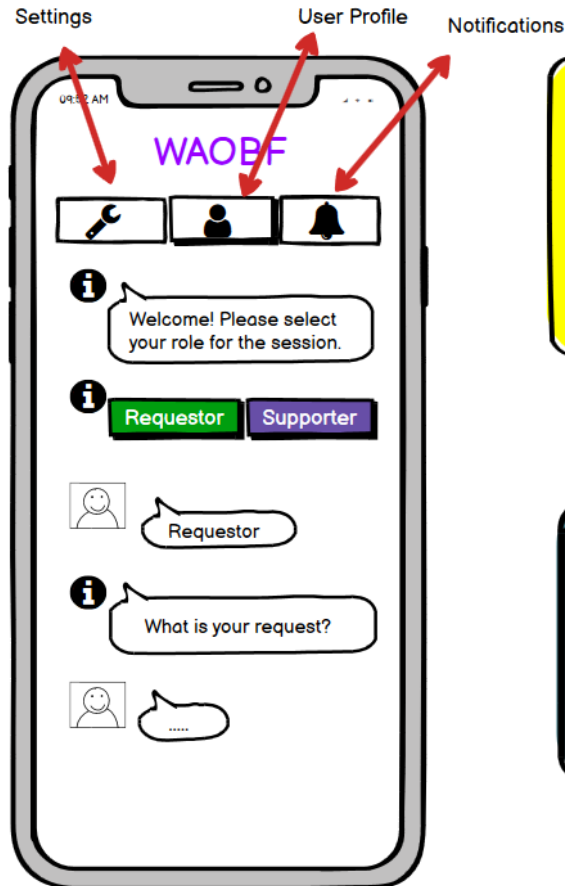 Settings
User Profile
Notifications
09:52 AM
WAOBF
Welcome! Please select
your role for the session.
Requestor
Supporter
Requestor
What is your request?
.....